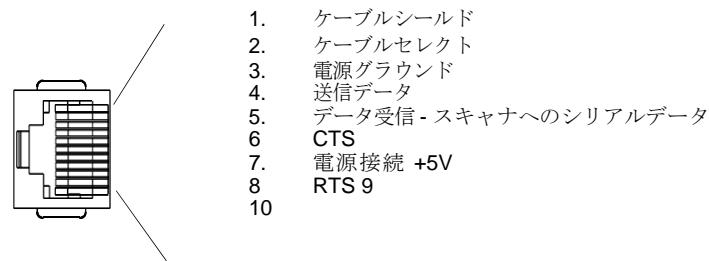 1. ケーブルシールド
2. ケーブルセレクト
3. 電源グラウンド
4. 送信データ
5. データ受信 - スキャナへのシリアルデータ
6 CTS
7. 電源接続 +5V
8 RTS 9
10